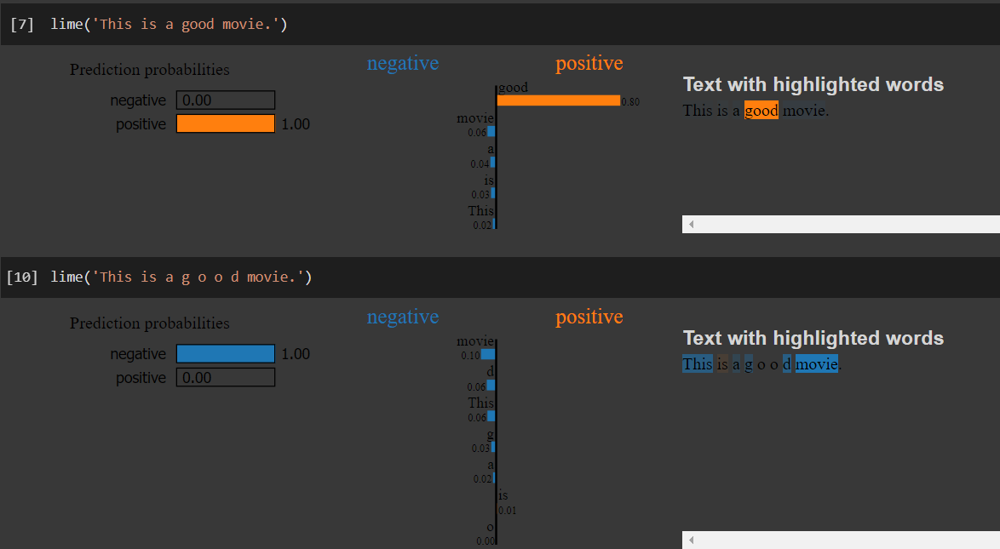 [7] lime('This is a good movie.')
Prediction probabilities
negative 0.00
positive 1.00
negative positive
good
0.80
movie
0.06
a
0.04
is
0.03
This
0.02
Text with highlighted words
This is a good movie.
[10] lime('This is a g o o d movie.')
Prediction probabilities
negative 1.00
positive 0.00
negative positive
movie
0.10
d
0.06
This
0.06
g
0.03
a
0.02
is
0.01
o
0.00
Text with highlighted words
This is a g o o d movie.